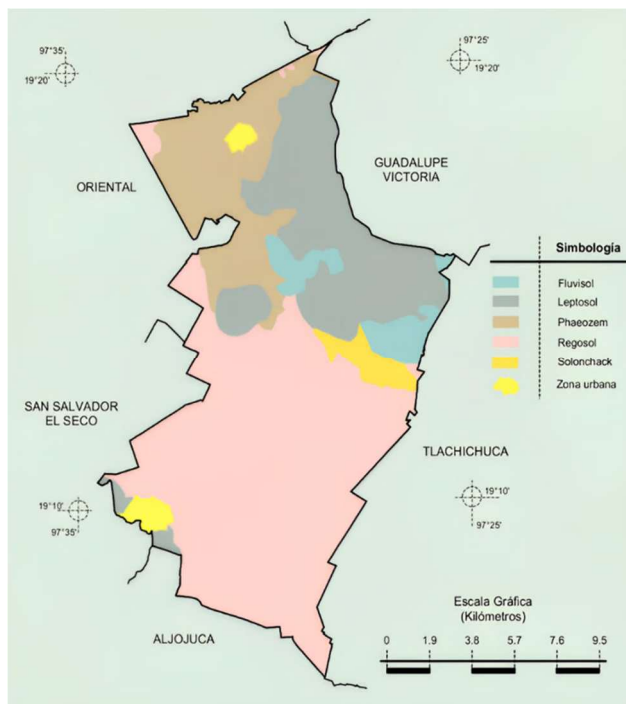 97°35'
19°20'
97°25'
19°20'
GUADALUPE
VICTORIA
ORIENTAL
Simbología
Fluvisol
Leptosol
Phaeozem
Regosol
Solonchack
Zona urbana
SAN SALVADOR
EL SECO
TLACHICHUCA
19°10'
97°35'
19°10'
97°25'
ALJOJUCA
Escala Gráfica
(Kilómetros)
0 1.9 3.8 5.7 7.6 9.5